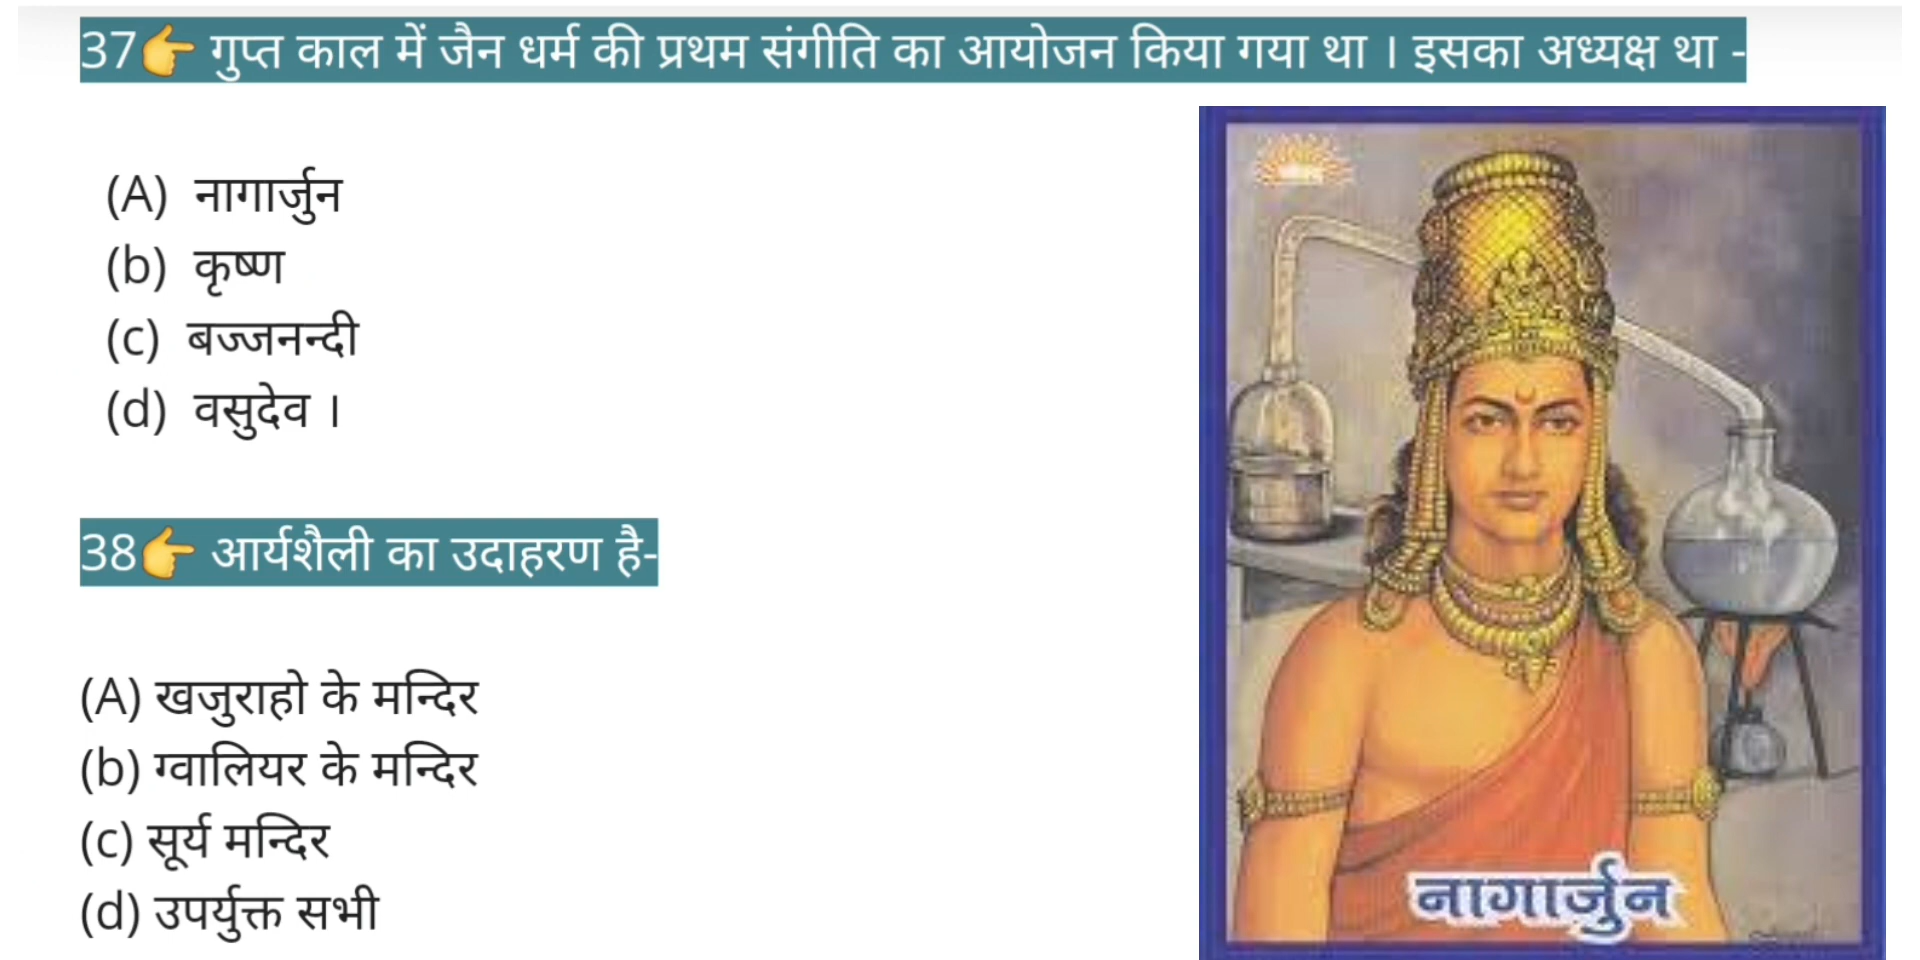 37👉 गुप्त काल में जैन धर्म की प्रथम संगीति का आयोजन किया गया था । इसका अध्यक्ष था -
(A) नागार्जुन
(b) कृष्ण
(c) बज्जनन्दी
(d) वसुदेव ।
38👉 आर्यशैली का उदाहरण है-
(A) खजुराहो के मन्दिर
(b) ग्वालियर के मन्दिर
(c) सूर्य मन्दिर
(d) उपर्युक्त सभी
नागार्जुन